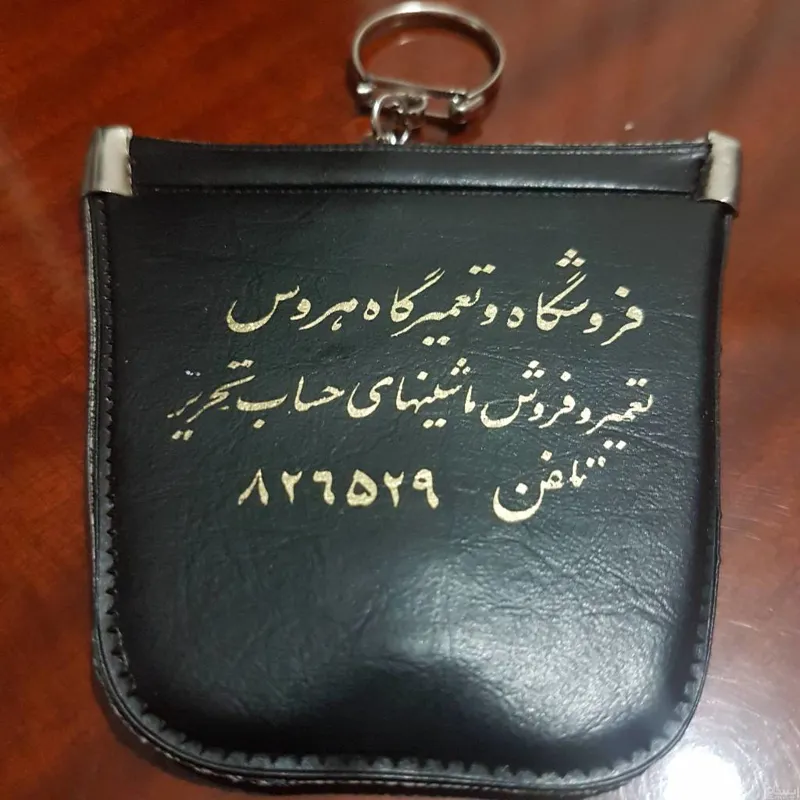 فروشگاه و تعمیرگاه هروس
تعمیر و فروش ماشینهای حساب تحریر
تلفن ۸۲۶۵۲۹